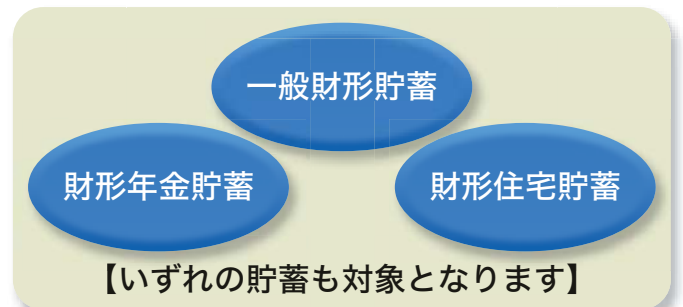 一般財形貯蓄
財形年金貯蓄
財形住宅貯蓄
【いずれの貯蓄も対象となります】